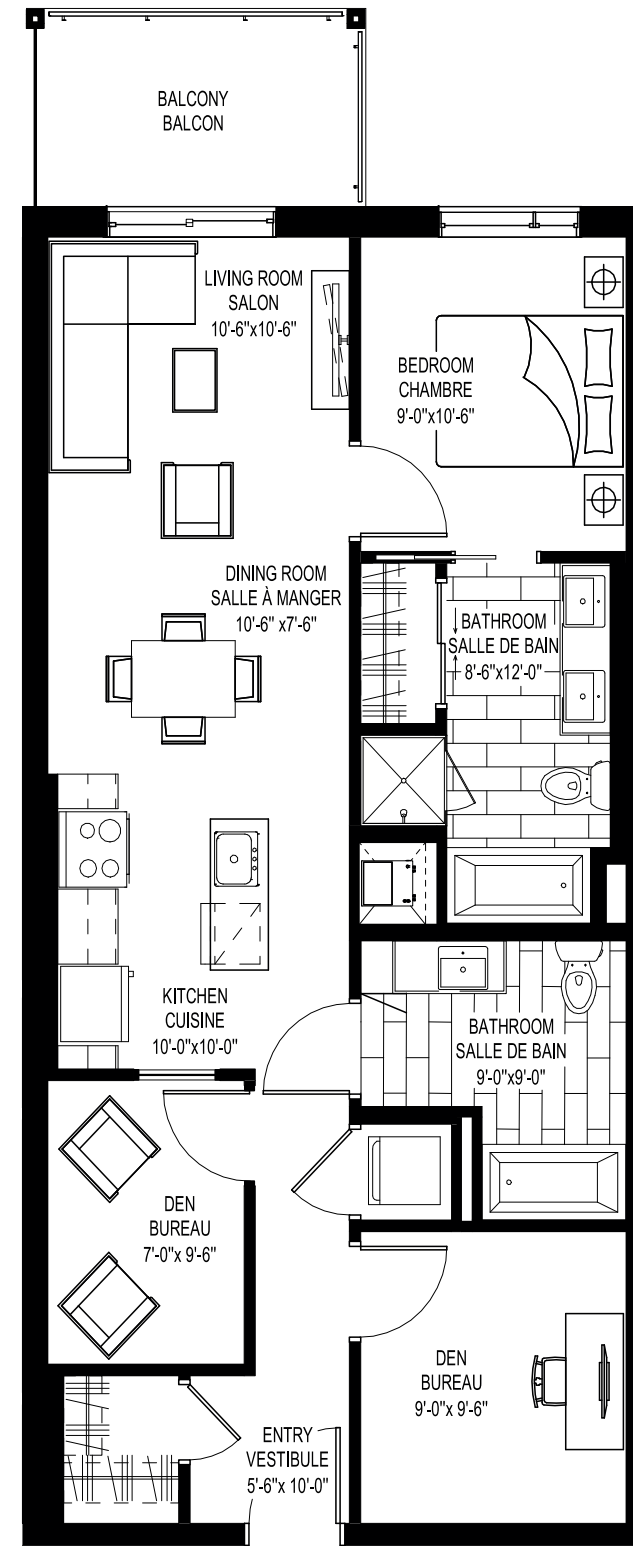 BALCONY
BALCON
LIVING ROOM
SALON
10'-6"x10'-6"
BEDROOM
CHAMBRE
9'-0"x10'-6"
DINING ROOM
SALLE À MANGER
10'-6" x7'-6"
BATHROOM
SALLE DE BAIN
8'-6"x12'-0"
KITCHEN
CUISINE
10'-0"x10'-0"
BATHROOM
SALLE DE BAIN
9'-0"x9'-0"
DEN
BUREAU
7'-0"x 9'-6"
DEN
BUREAU
9'-0"x 9'-6"
ENTRY
VESTIBULE
5'-6"x 10'-0"